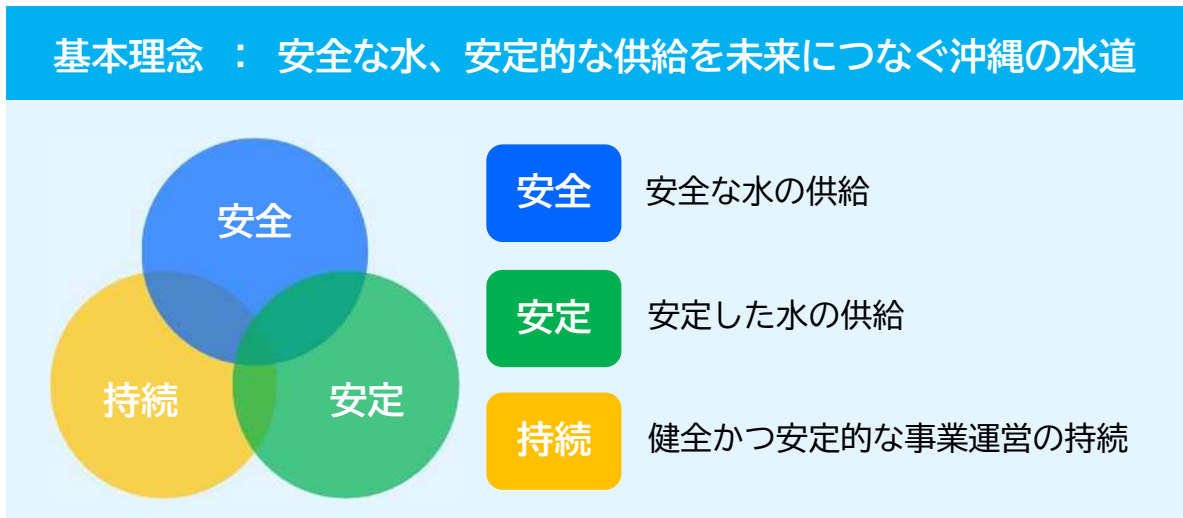 基本理念 : 安全な水、安定的な供給を未来につなぐ沖縄の水道
安全
持続
安定
安全 安全な水の供給
安定 安定した水の供給
持続 健全かつ安定的な事業運営の持続